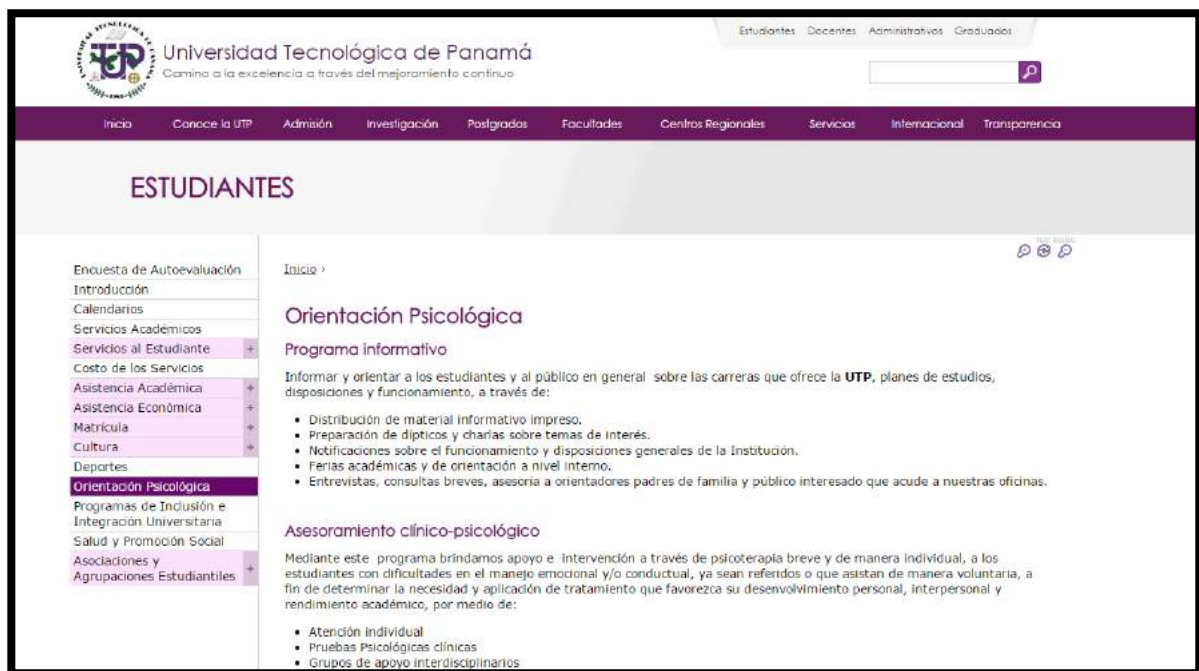 Estudiantes Docentes Administrativos Graduados
Universidad Tecnológica de Panamá
Camino a la excelencia a través del mejoramiento continuo
Inicio Conoce la UTP Admisión Investigación Postgrados Facultades Centros Regionales Servicios Internacional Transparencia
ESTUDIANTES
Encuesta de Autoevaluación
Introducción
Calendarios
Servicios Académicos
Servicios al Estudiante +
Costo de los Servicios
Asistencia Académica +
Asistencia Económica +
Matrícula +
Cultura +
Deportes
Orientación Psicológica
Programas de Inclusión e
Integración Universitaria
Salud y Promoción Social
Asociaciones y
Agrupaciones Estudiantiles +
Inicio ›
Orientación Psicológica
Programa informativo
Informar y orientar a los estudiantes y al público en general sobre las carreras que ofrece la UTP, planes de estudios,
disposiciones y funcionamiento, a través de:
• Distribución de material informativo impreso.
• Preparación de dípticos y charlas sobre temas de interés.
• Notificaciones sobre el funcionamiento y disposiciones generales de la Institución.
• Ferias académicas y de orientación a nivel interno.
• Entrevistas, consultas breves, asesoría a orientadores padres de familia y público interesado que acude a nuestras oficinas.
Asesoramiento clínico-psicológico
Mediante este programa brindamos apoyo e intervención a través de psicoterapia breve y de manera individual, a los
estudiantes con dificultades en el manejo emocional y/o conductual, ya sean referidos o que asistan de manera voluntaria, a
fin de determinar la necesidad y aplicación de tratamiento que favorezca su desenvolvimiento personal, interpersonal y
rendimiento académico, por medio de:
• Atención individual
• Pruebas Psicológicas clínicas
• Grupos de apoyo interdisciplinarios